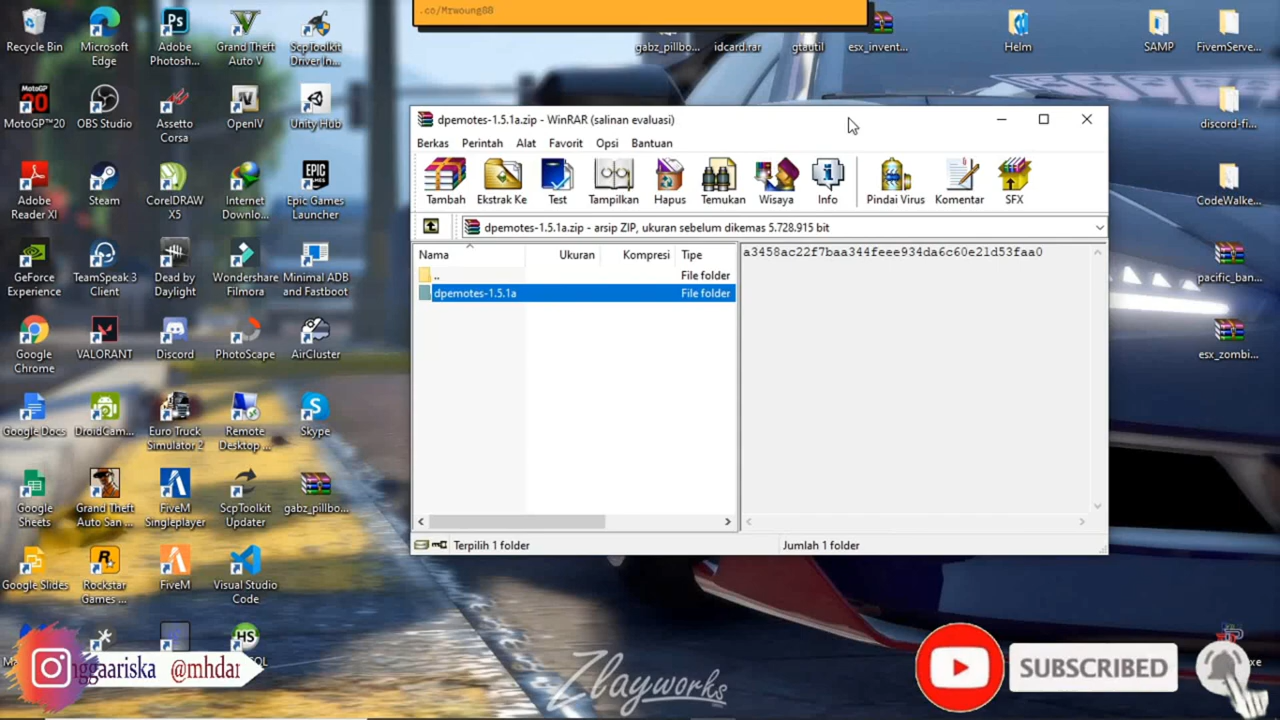 .co/Mrwoung88
Recycle Bin
Microsoft
Edge
Adobe
Photosh...
Grand Theft
Auto V
ScpToolkit
Driver In...
gabz_pillbo...
idcard.rar
gtautil
esx_invent...
Helm
SAMP
FivemServe...
MotoGP™20
OBS Studio
Assetto
Corsa
OpenIV
Unity Hub
discord-fi...
Adobe
Reader XI
Steam
CorelDRAW
X5
Internet
Downlo...
Epic Games
Launcher
CodeWalke...
GeForce
Experience
TeamSpeak 3
Client
Dead by
Daylight
Wondershare
Filmora
Minimal ADB
and Fastboot
pacific_ban...
Google
Chrome
VALORANT
Discord
PhotoScape
AirCluster
esx_zombi...
Google Docs
DroidCam...
Euro Truck
Simulator 2
Remote
Desktop ...
Skype
Google
Sheets
Grand Theft
Auto San ...
FiveM
Singleplayer
ScpToolkit
Updater
gabz_pillbo...
Google Slides
Rockstar
Games ...
FiveM
Visual Studio
Code
dpemotes-1.5.1a.zip - WinRAR (salinan evaluasi)
Berkas Perintah Alat Favorit Opsi Bantuan
Tambah Ekstrak Ke Test Tampilkan Hapus Temukan Wisaya Info Pindai Virus Komentar SFX
dpemotes-1.5.1a.zip - arsip ZIP, ukuran sebelum dikemas 5.728.915 bit
Nama Ukuran Kompresi Tipe
.. File folder
dpemotes-1.5.1a File folder
a3458ac22f7baa344feee934da6c60e21d53faa0
Terpilih 1 folder
Jumlah 1 folder
nggaariska @mhdar
Zlayworks
SUBSCRIBED